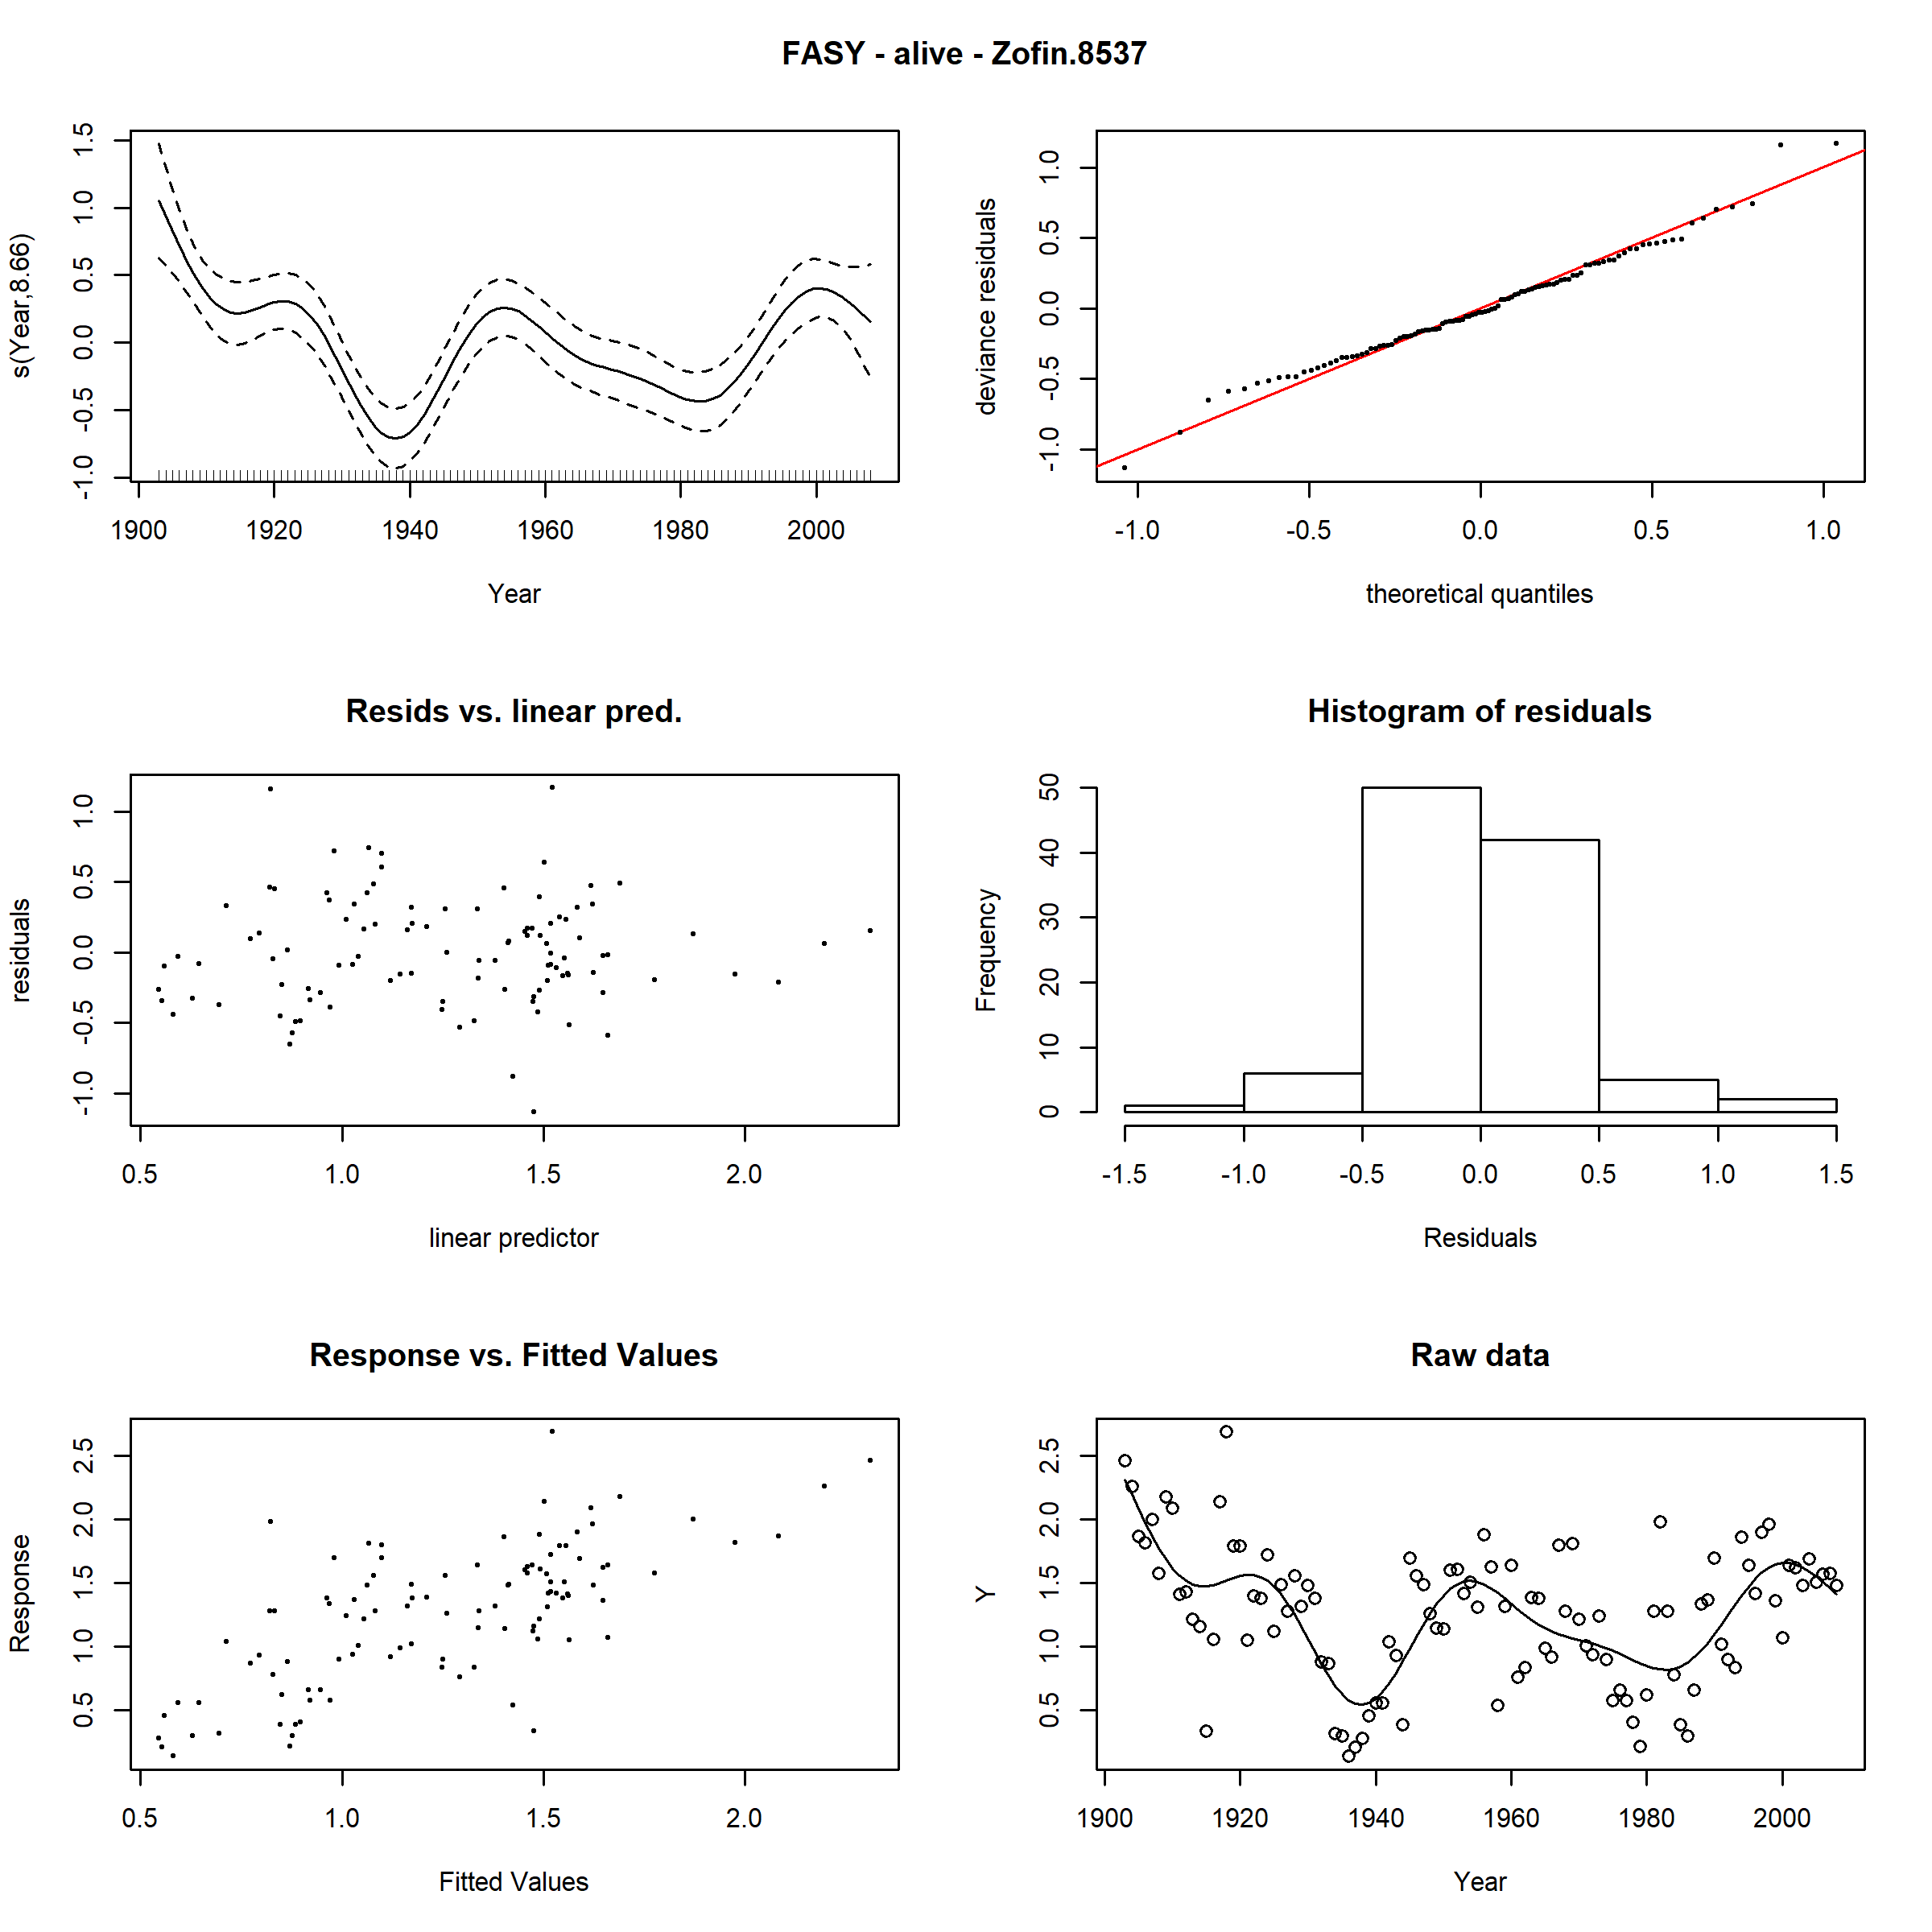 FASY - alive - Zofin.8537
s(Year,8.66)
-1.0 -0.5 0.0 0.5 1.0 1.5
1900 1920 1940 1960 1980 2000
Year
deviance residuals
-1.0 -0.5 0.0 0.5 1.0
-1.0 -0.5 0.0 0.5 1.0
theoretical quantiles
Resids vs. linear pred.
residuals
-1.0 -0.5 0.0 0.5 1.0
0.5 1.0 1.5 2.0
linear predictor
Histogram of residuals
Frequency
0 10 20 30 40 50
-1.5 -1.0 -0.5 0.0 0.5 1.0 1.5
Residuals
Response vs. Fitted Values
Response
0.5 1.0 1.5 2.0 2.5
0.5 1.0 1.5 2.0
Fitted Values
Raw data
Y
0.5 1.0 1.5 2.0 2.5
1900 1920 1940 1960 1980 2000
Year